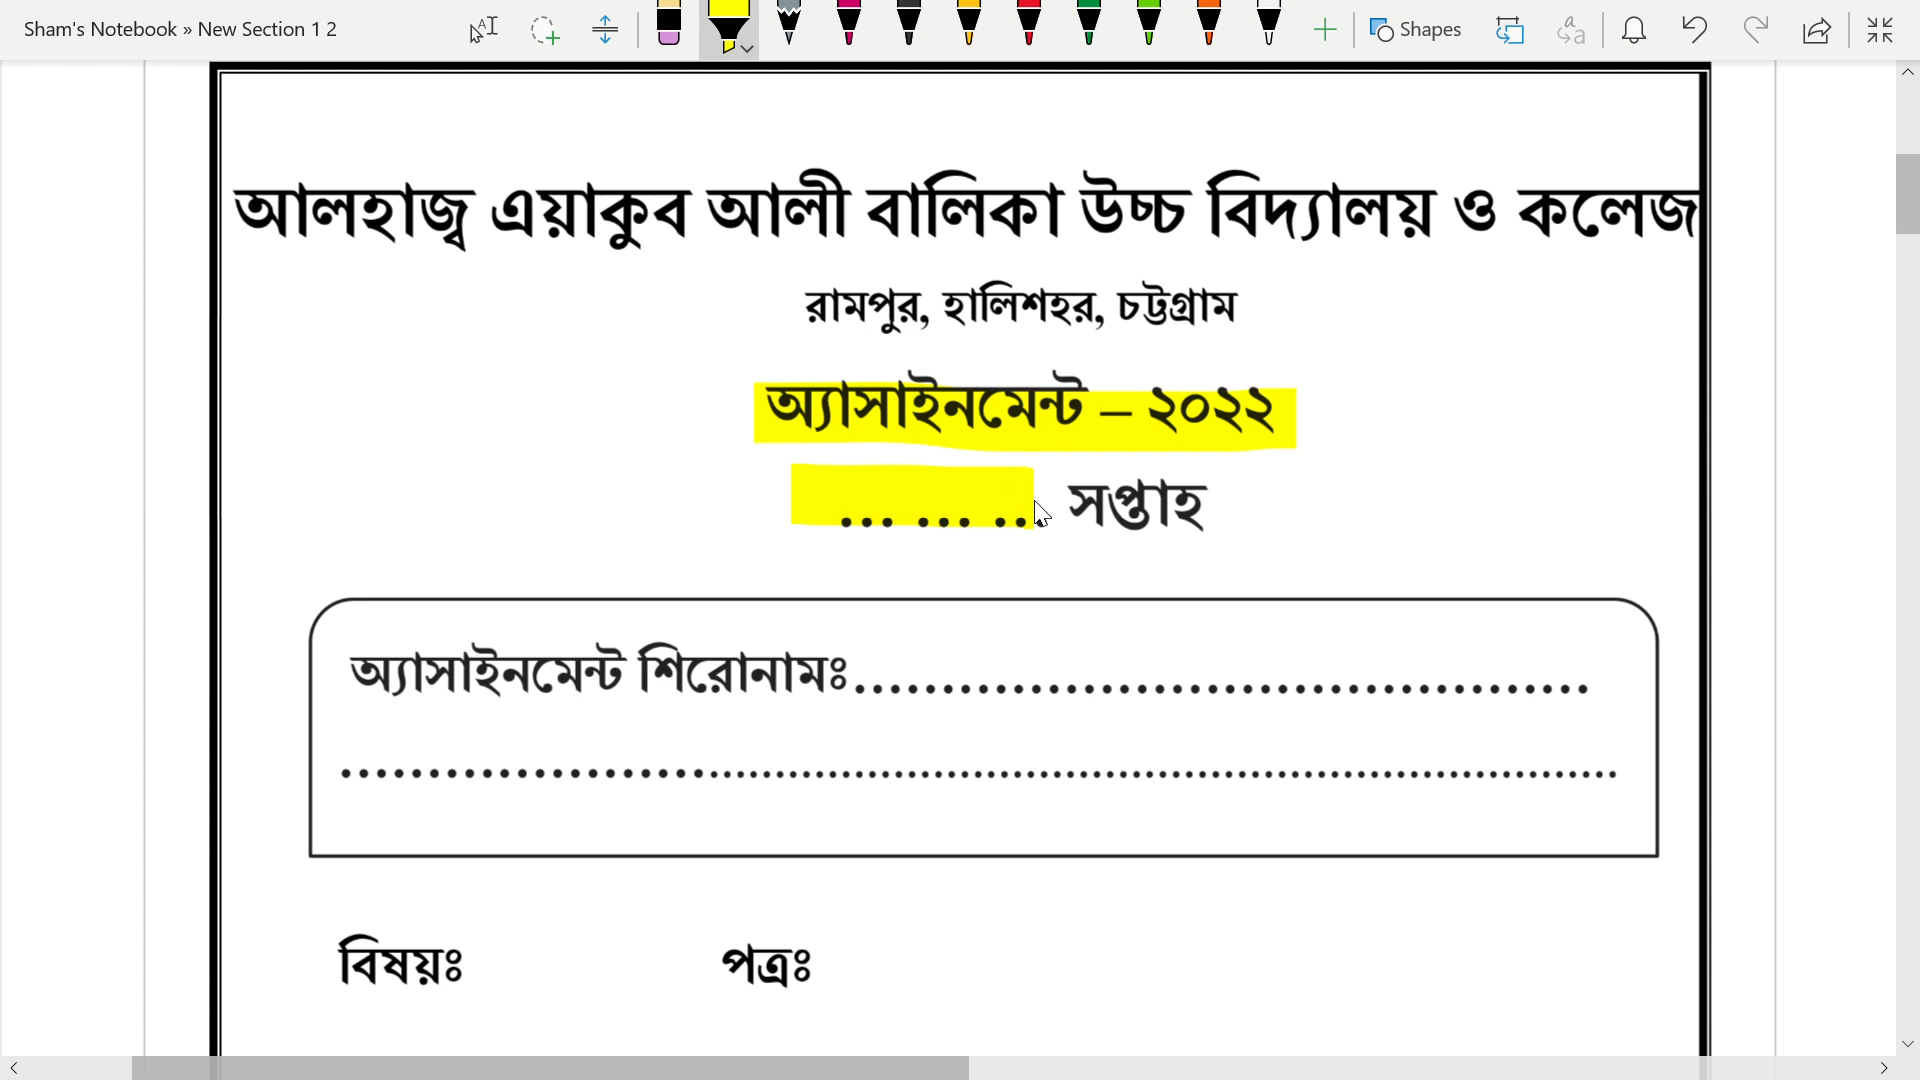 Sham's Notebook » New Section 1 2
Shapes
আলহাজ্ব এয়াকুব আলী বালিকা উচ্চ বিদ্যালয় ও কলেজ
রামপুর, হালিশহর, চট্টগ্রাম
অ্যাসাইনমেন্ট – ২০২২
... ... ... সপ্তাহ
অ্যাসাইনমেন্ট শিরোনামঃ..........................................
..........................................................................
বিষয়ঃ পত্রঃ